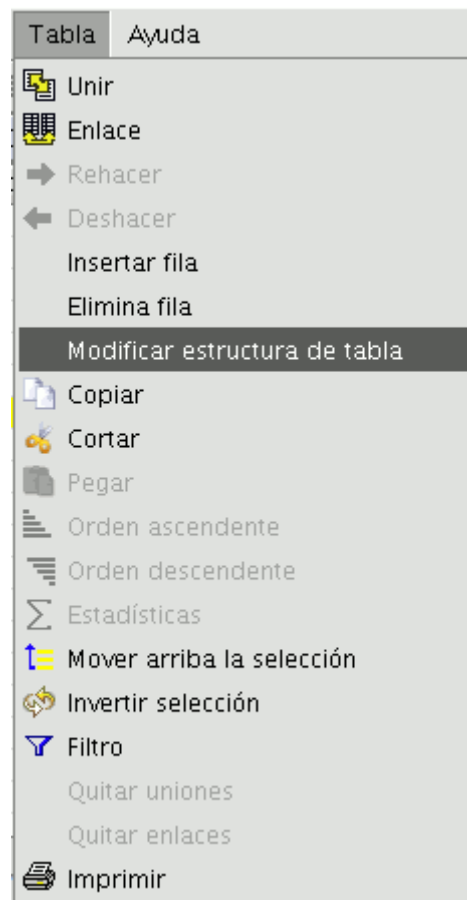 Tabla Ayuda
Unir
Enlace
Rehacer
Deshacer
Insertar fila
Elimina fila
Modificar estructura de tabla
Copiar
Cortar
Pegar
Orden ascendente
Orden descendente
Estadísticas
Mover arriba la selección
Invertir selección
Filtro
Quitar uniones
Quitar enlaces
Imprimir